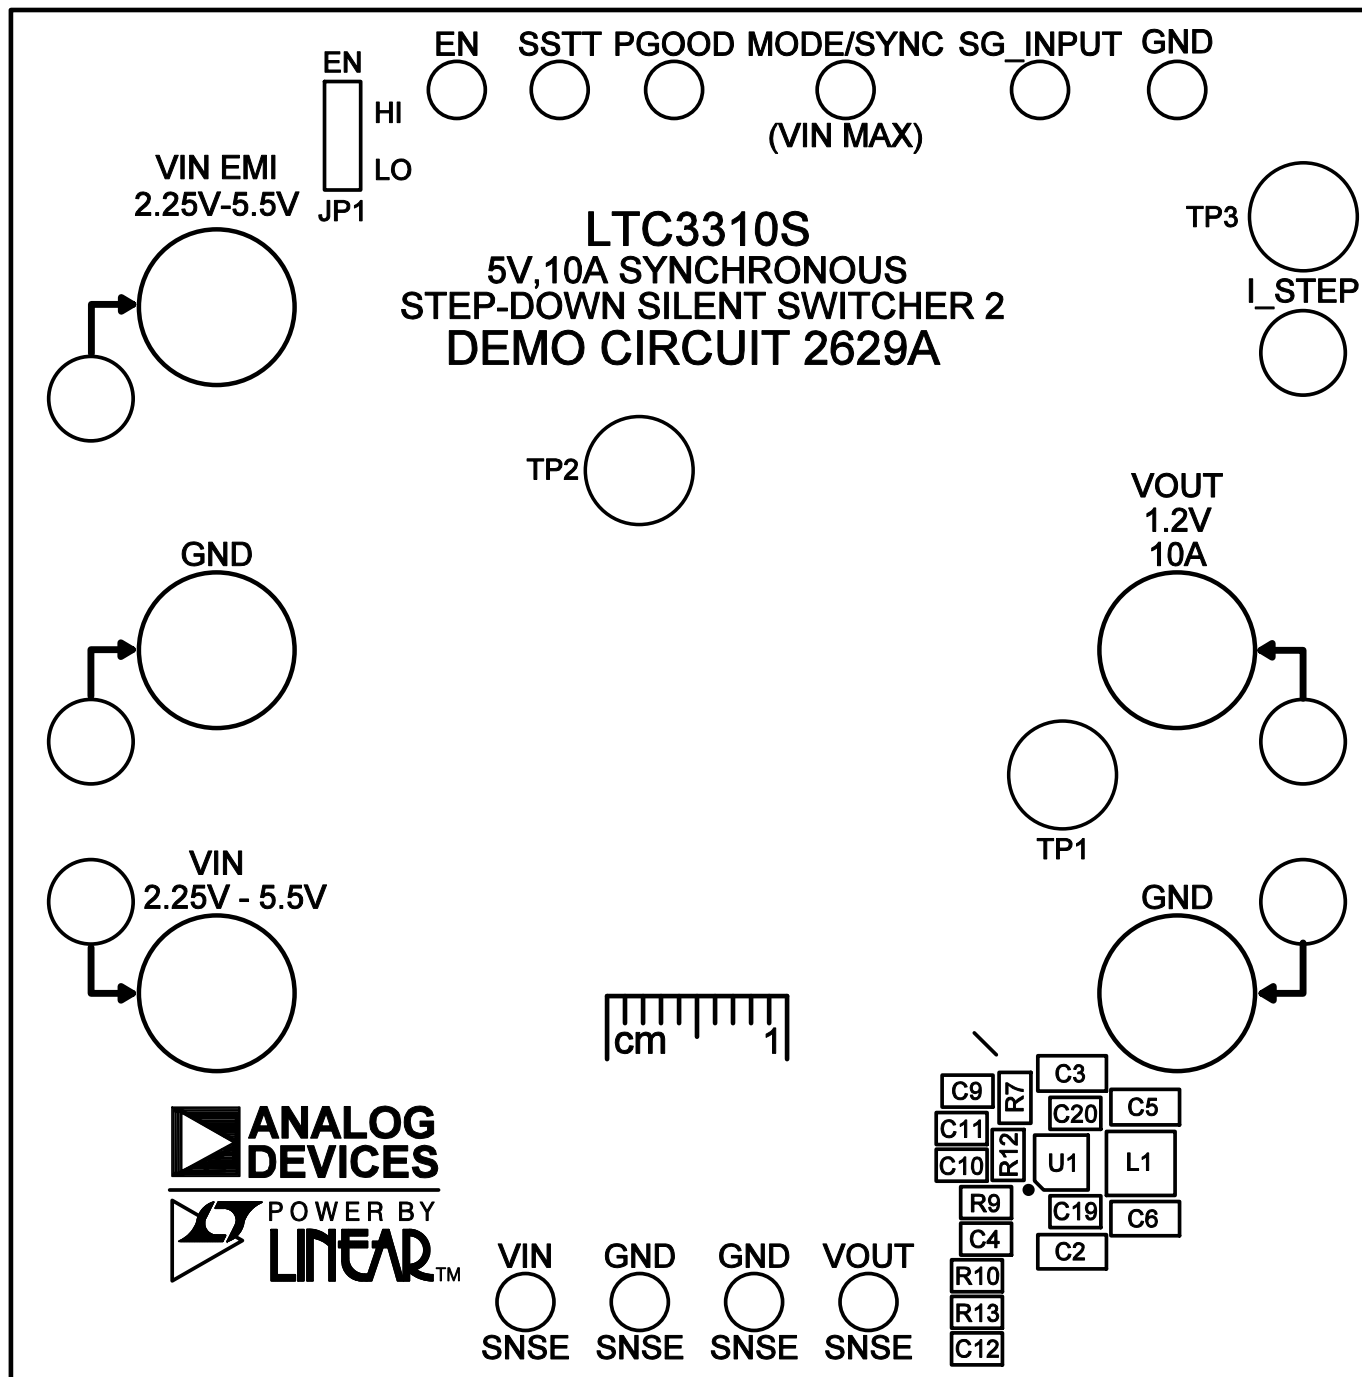 EN SSTT PGOOD MODE/SYNC SG_INPUT GND
(VIN MAX)
EN
HI
LO
JP1
VIN EMI
2.25V-5.5V
LTC3310S
5V,10A SYNCHRONOUS
STEP-DOWN SILENT SWITCHER 2
DEMO CIRCUIT 2629A
TP3
I_STEP
TP2
VOUT
1.2V
10A
GND
TP1
VIN
2.25V - 5.5V
GND
cm 1
C3
C9
R7
C20
C5
C11
R12
C10
U1
L1
R9
C19
C6
C4
C2
R10
R13
C12
ANALOG
DEVICES
POWER BY
LINEAR TM
VIN GND GND VOUT
SNSE SNSE SNSE SNSE